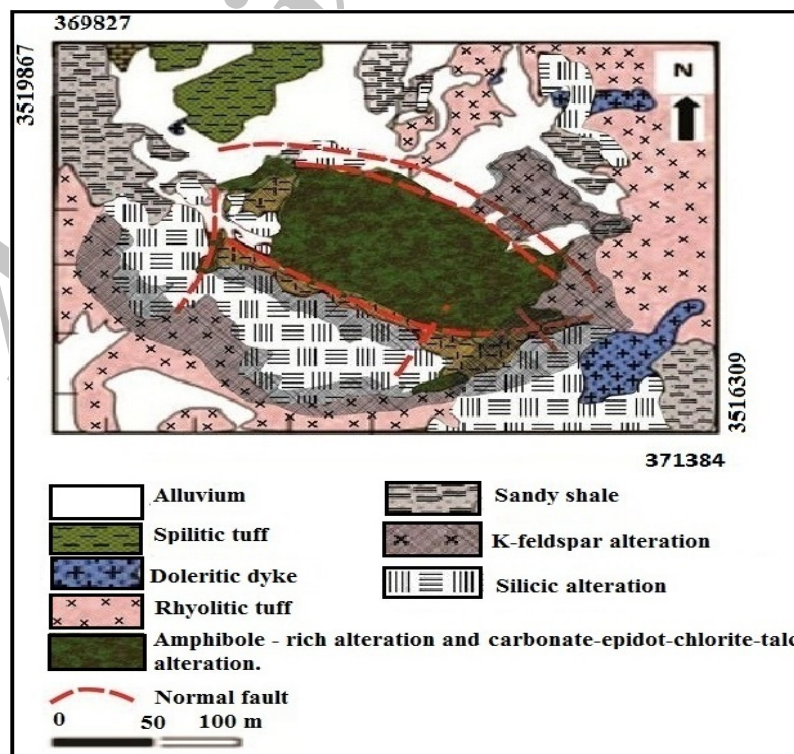 369827
3519867
N
3516309
371384
Alluvium
Sandy shale
Spilitic tuff
K-feldspar alteration
Doleritic dyke
Silicic alteration
Rhyolitic tuff
Amphibole - rich alteration and carbonate-epidot-chlorite-talc
alteration.
Normal fault
0 50 100 m